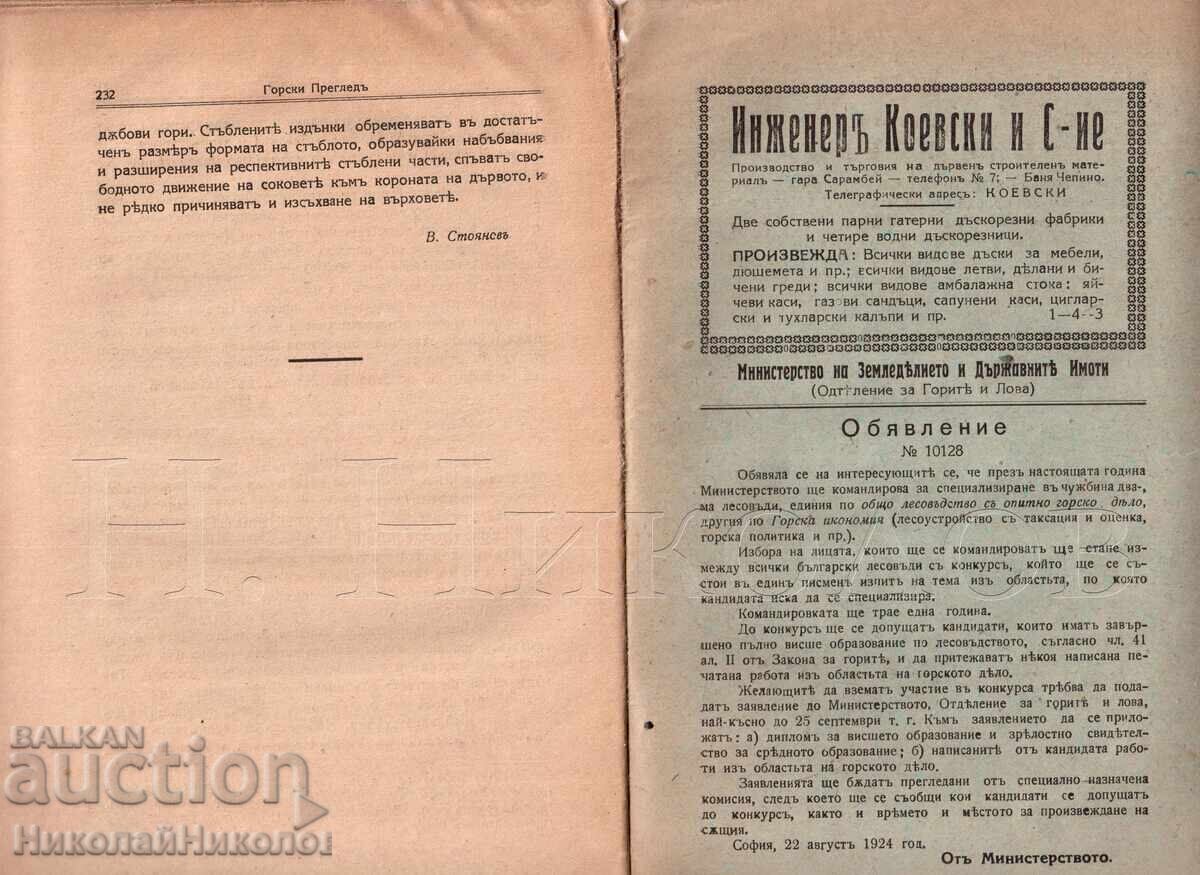 232
Горски Прегледъ
джбови гори. Стъбленитѣ издънки обременяватъ въ достатъ-
ченъ размѣръ формата на стъблото, образувайки набъбвания
и разширения на респективнитѣ стъблени части, спъватъ сво-
бодното движение на соковетѣ къмъ короната на дървото, и
не рѣдко причиняватъ и изсъхване на върховетѣ.
В. Стояневъ
Инженеръ Коевски и С-ие
Производство и търговия на дървенъ строителенъ мате-
риалъ — гара Сарамбей — телефонъ № 7; — Баня Чепино.
Телеграфически адресъ: КОЕВСКИ
Две собствени парни гатерни дъскорезни фабрики
и четире водни дъскорезници.
ПРОИЗВЕЖДА: Всички видове дъски за мебели,
дюшемета и пр.; всички видове летви, дѣлани и би-
чени греди; всички видове амбалажна стока: яй-
чеви каси, газови сандъци, сапунени каси, циглар-
ски и тухларски калъпи и пр. 1—4--3
Министерство на Земледѣлието и Държавнитѣ Имоти
(Одтѣление за Горитѣ и Лова)
Обявление
№ 10128
Обявяла се на интересующитѣ се, че презъ настоящата година
Министерството ще командирова за специализиране въ чужбина два-
ма лесовъди, единия по общо лесовъдство съ опитно горско дѣло,
другия по Горска икономия (лесоустройство съ таксация и оценка,
горска политика и пр.).
Избора на лицата, които ще се командироватъ ще стане из-
между всички български лесовъди съ конкурсъ, който ще се съ-
стои въ единъ писменъ изпитъ на тема изъ областьта, по която
кандидата иска да се специализира.
Командировката ще трае една година.
До конкурсъ ще се допущатъ кандидати, които иматъ завър-
шено пълно висше образование по лесовъдството, съгласно чл. 41
ал. II отъ Закона за горитѣ, и да притежаватъ нѣкоя написана пе-
чатана работа изъ областьта на горското дѣло.
Желающитѣ да взематъ участие въ конкурса трѣбва да пода-
датъ заявление до Министерството, Отдѣление за горитѣ и лова,
най-късно до 25 септември т. г. Къмъ заявлението да се прило-
жатъ: а) дипломъ за висшето образование и зрѣлостно свидѣтел-
ство за срѣдното образование; б) написанитѣ отъ кандидата рабо-
ти изъ областьта на горското дѣло.
Заявленията ще бждатъ прегледани отъ специално назначена
комисия, следъ което ще се съобщи кои кандидати се допущатъ
до конкурсъ, както и врѣмето и мѣстото за произвеждане на
сжщия.
София, 22 августъ 1924 год.
Отъ Министерството.
Н. Николов
BALKAN
auction
НиколайНиколов